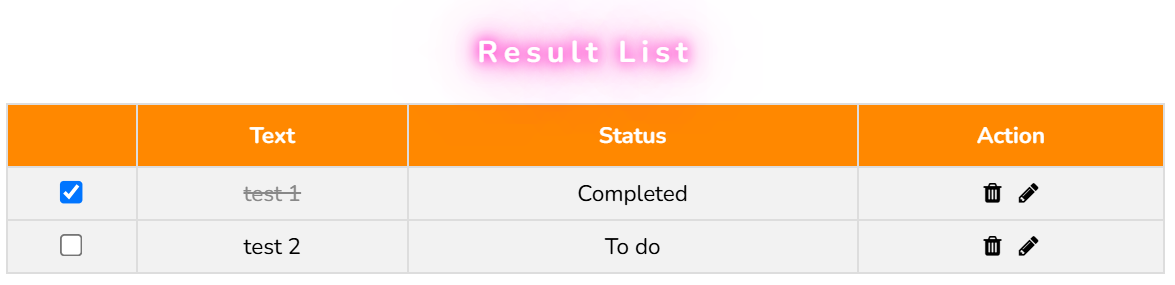 Result List
Text Status Action
test 1 Completed
test 2 To do